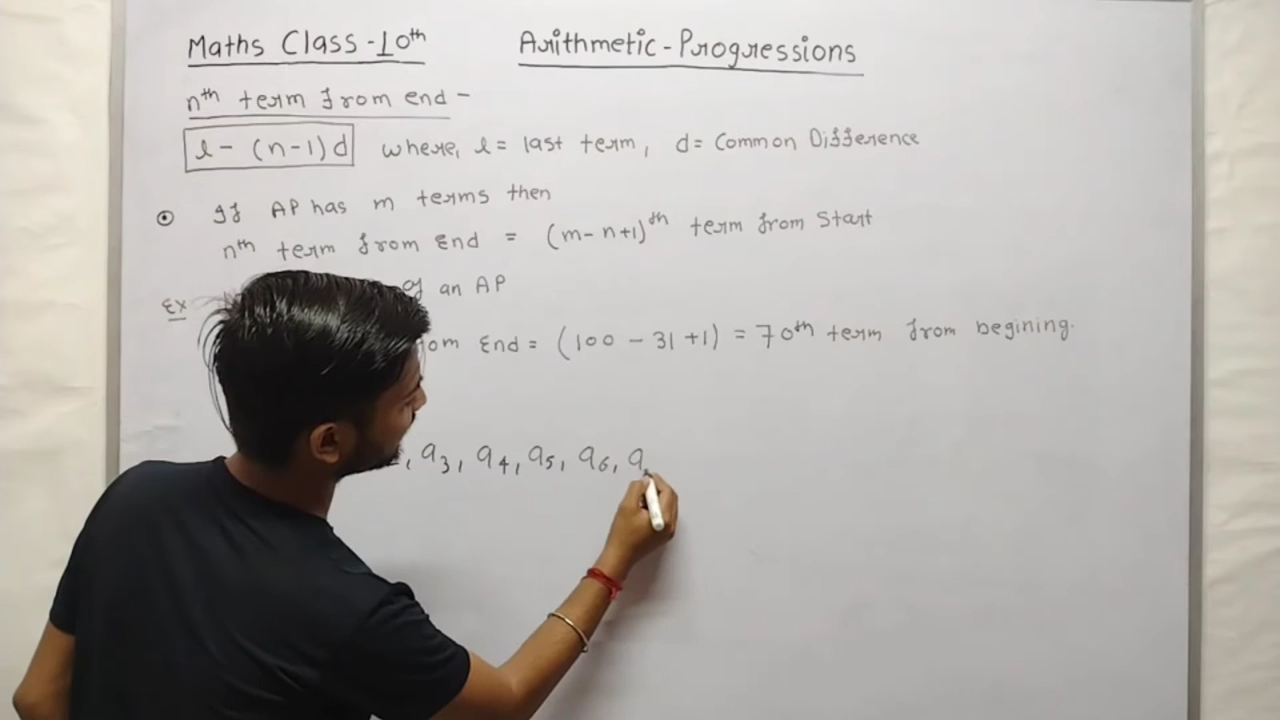 Maths Class-10th
Arithmetic-Progressions
nth term from end -
l - (n-1)d where, l = last term, d = Common Difference
If AP has m terms then
nth term from End = (m-n+1)th term from Start
Ex an AP
End = (100 - 31 + 1) = 70th term from begining.
, a3, a4, a5, a6, a